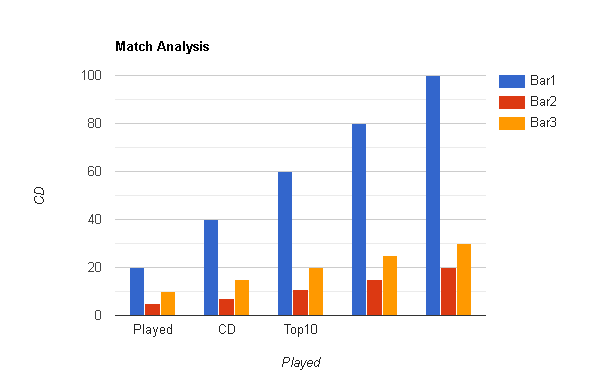 Match Analysis
100
80
60
40
20
0
CD
Played CD Top10
Played
Bar1
Bar2
Bar3